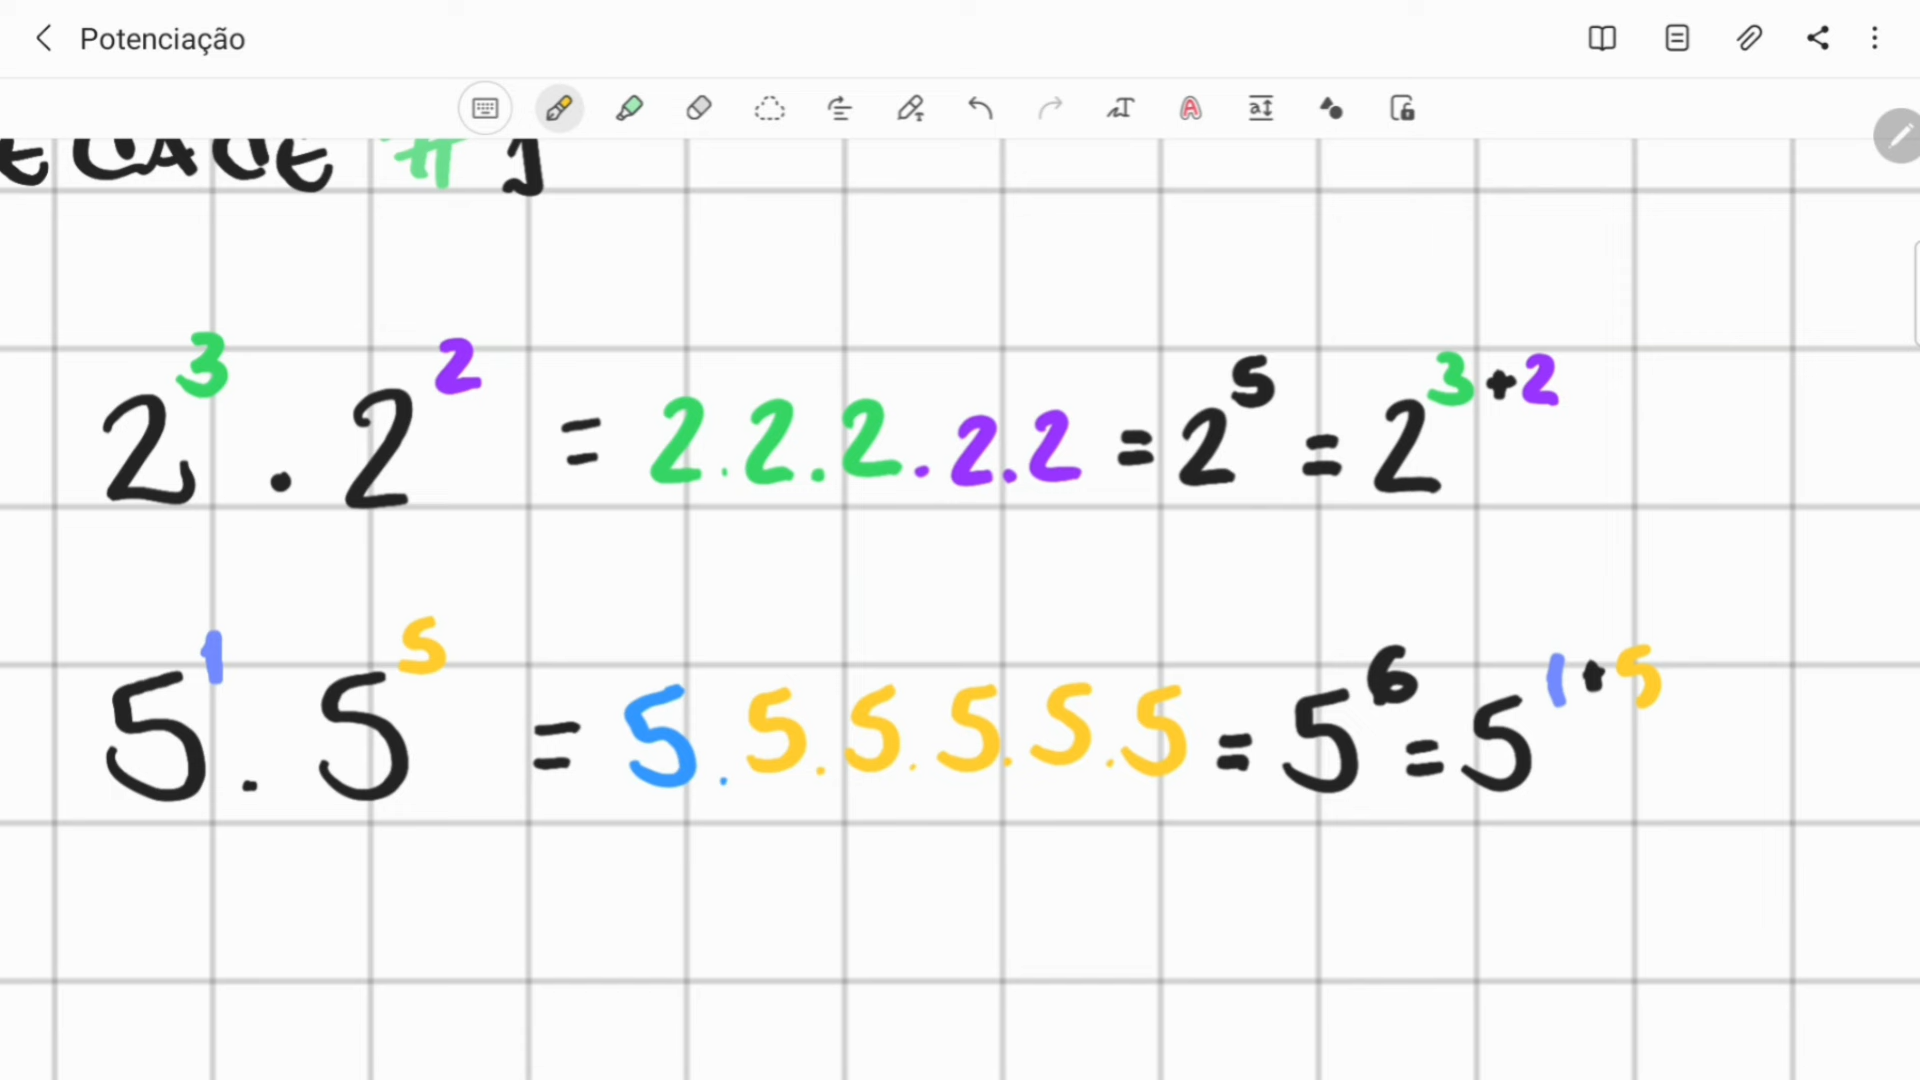 Potenciação
2³ . 2² = 2.2.2.2.2 = 2⁵ = 2³⁺²
5¹ . 5⁵ = 5.5.5.5.5.5 = 5⁶ = 5¹⁺⁵